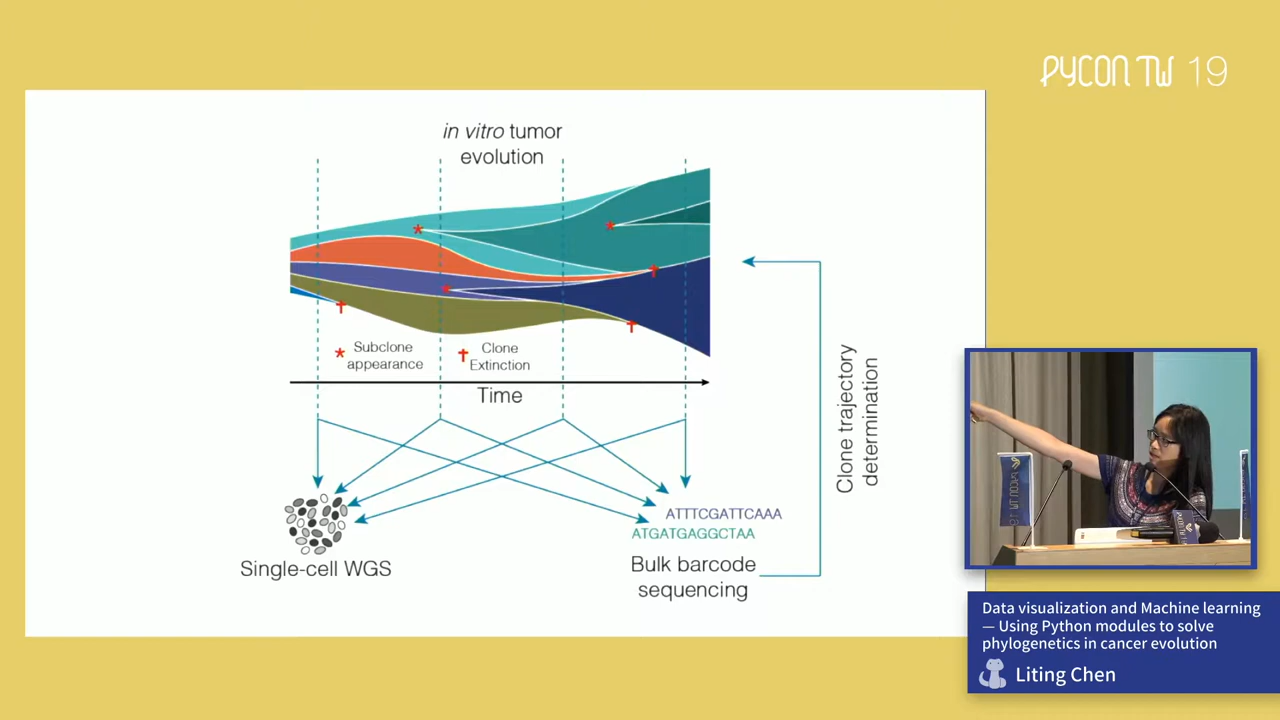 PYCON TW 19
in vitro tumor
evolution
*
*
*
†
†
†
* Subclone
appearance
† Clone
Extinction
Time
Clone trajectory
determination
ATTTCGATTCAAA
ATGATGAGGCTAA
Single-cell WGS
Bulk barcode
sequencing
Data visualization and Machine learning
— Using Python modules to solve
phylogenetics in cancer evolution
Liting Chen